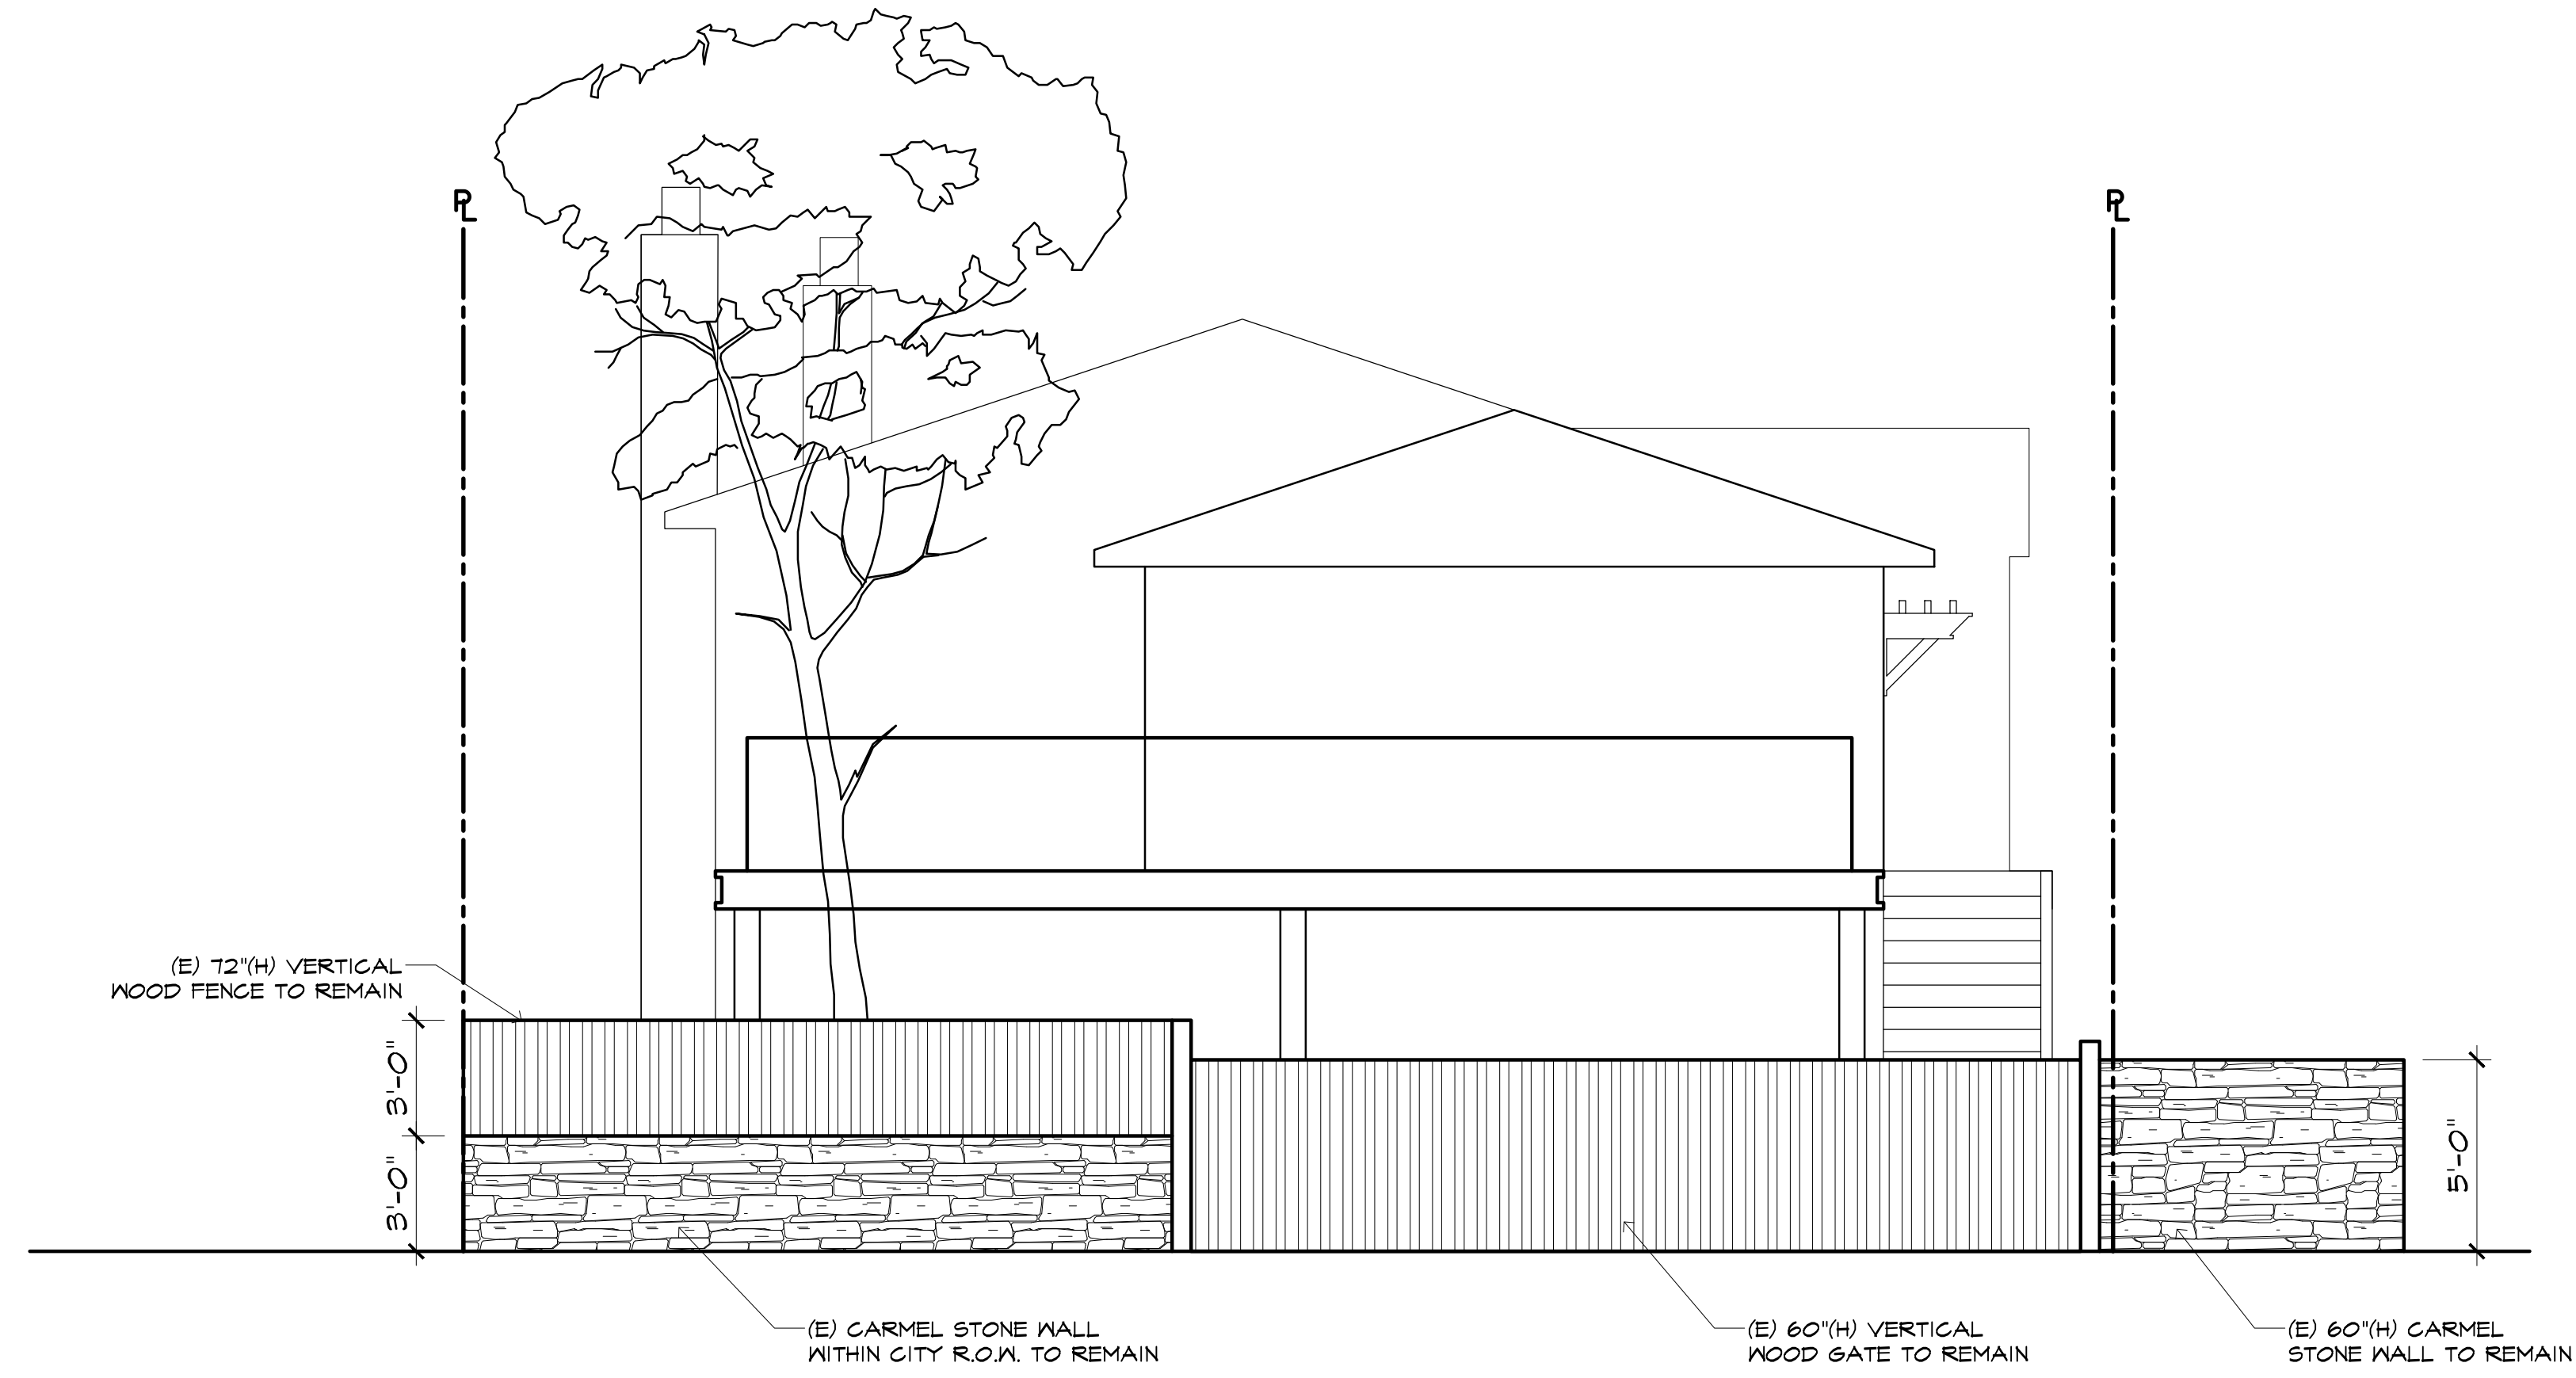 PL
PL
(E) 72"(H) VERTICAL
WOOD FENCE TO REMAIN
3'-0"
3'-0"
5'-0"
(E) CARMEL STONE WALL
WITHIN CITY R.O.W. TO REMAIN
(E) 60"(H) VERTICAL
WOOD GATE TO REMAIN
(E) 60"(H) CARMEL
STONE WALL TO REMAIN